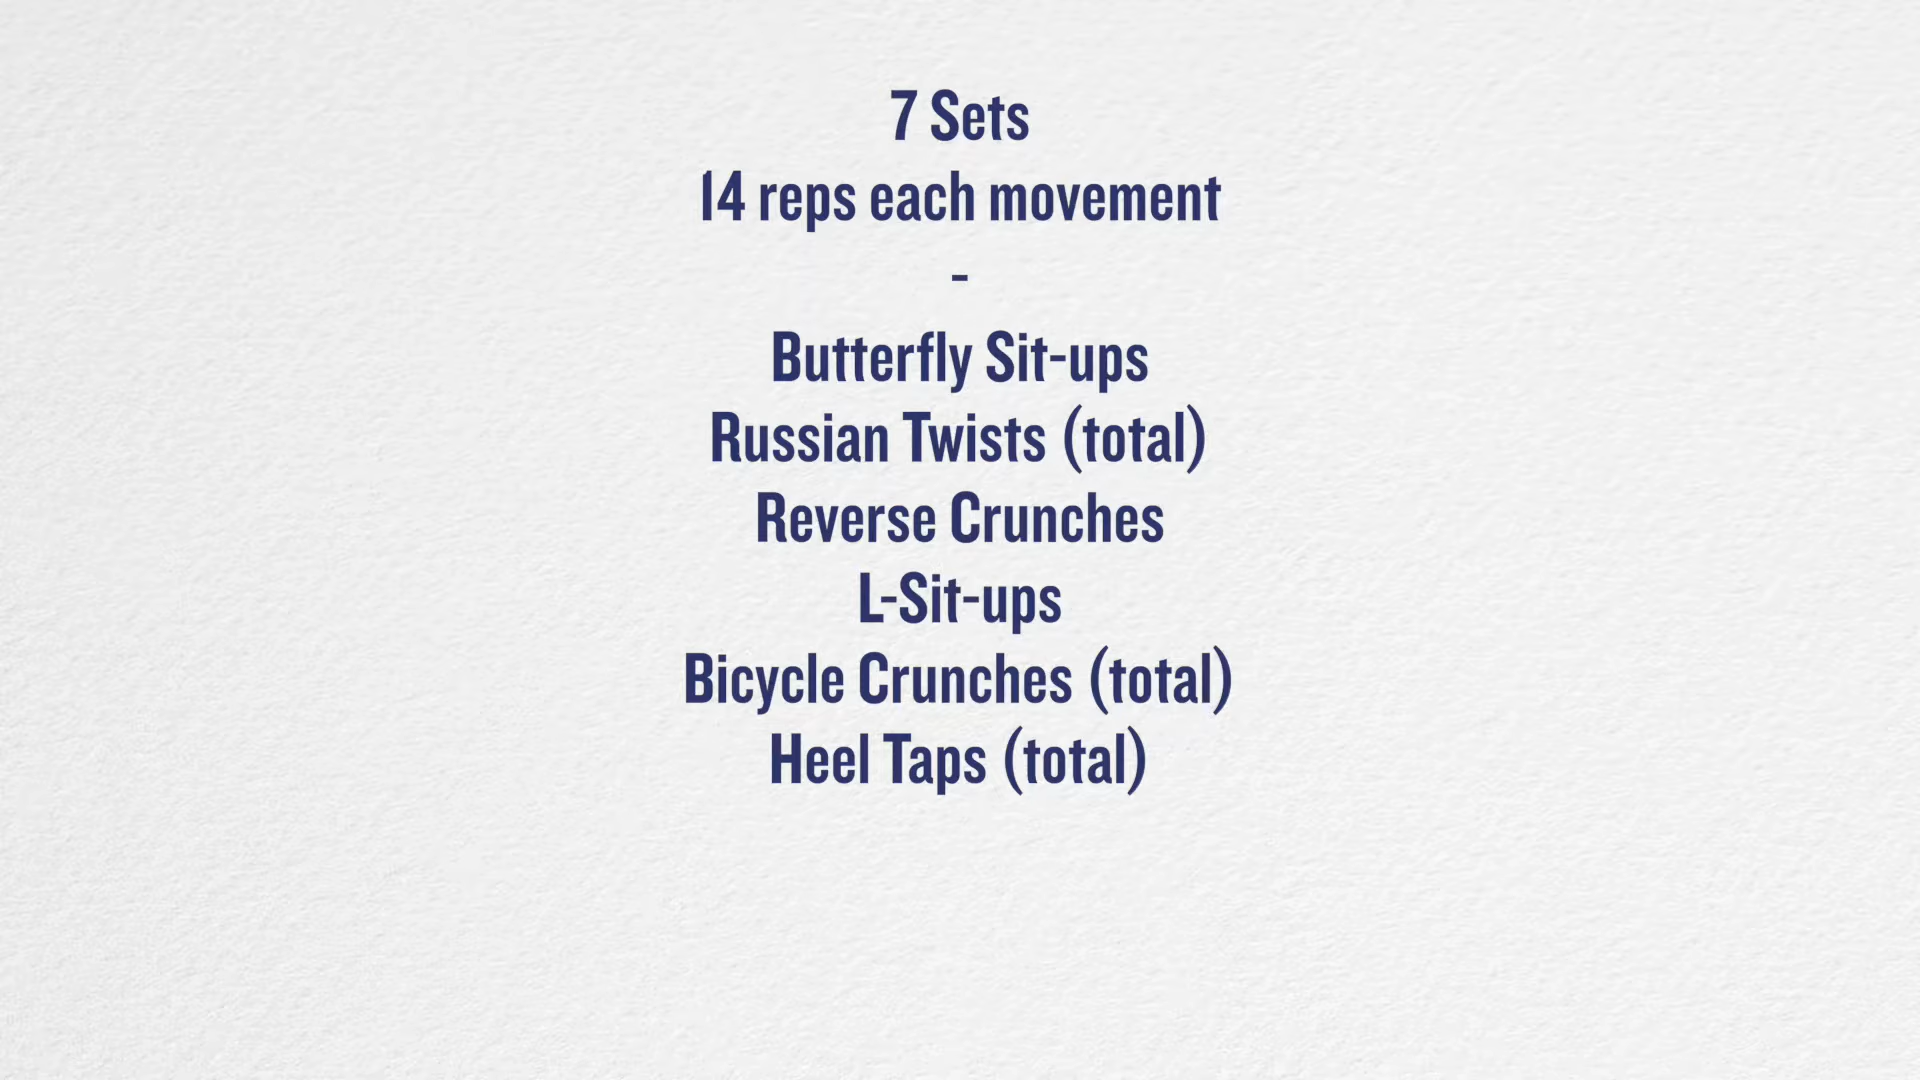 7 Sets
14 reps each movement
-
Butterfly Sit-ups
Russian Twists (total)
Reverse Crunches
L-Sit-ups
Bicycle Crunches (total)
Heel Taps (total)